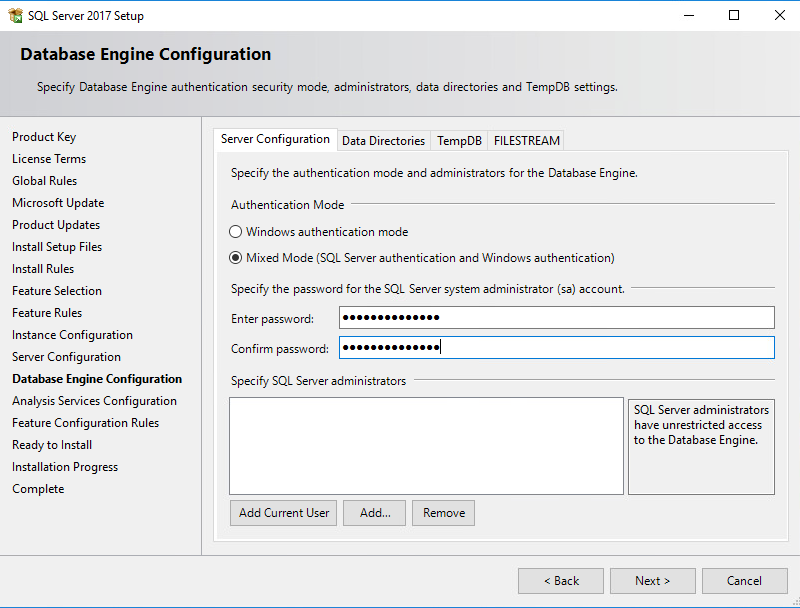 SQL Server 2017 Setup
Database Engine Configuration
Specify Database Engine authentication security mode, administrators, data directories and TempDB settings.
Product Key
License Terms
Global Rules
Microsoft Update
Product Updates
Install Setup Files
Install Rules
Feature Selection
Feature Rules
Instance Configuration
Server Configuration
Database Engine Configuration
Analysis Services Configuration
Feature Configuration Rules
Ready to Install
Installation Progress
Complete
Server Configuration Data Directories TempDB FILESTREAM
Specify the authentication mode and administrators for the Database Engine.
Authentication Mode
Windows authentication mode
Mixed Mode (SQL Server authentication and Windows authentication)
Specify the password for the SQL Server system administrator (sa) account.
Enter password: ●●●●●●●●●●●●●●
Confirm password: ●●●●●●●●●●●●●●
Specify SQL Server administrators
SQL Server administrators
have unrestricted access
to the Database Engine.
Add Current User Add... Remove
< Back Next > Cancel